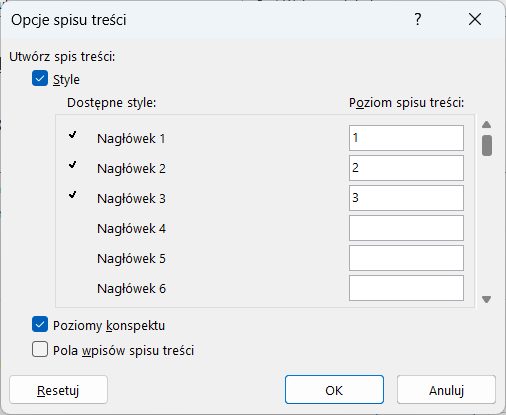 Opcje spisu treści ?
Utwórz spis treści:
Style
Dostępne style: Poziom spisu treści:
Nagłówek 1 1
Nagłówek 2 2
Nagłówek 3 3
Nagłówek 4
Nagłówek 5
Nagłówek 6
Poziomy konspektu
Pola wpisów spisu treści
Resetuj OK Anuluj